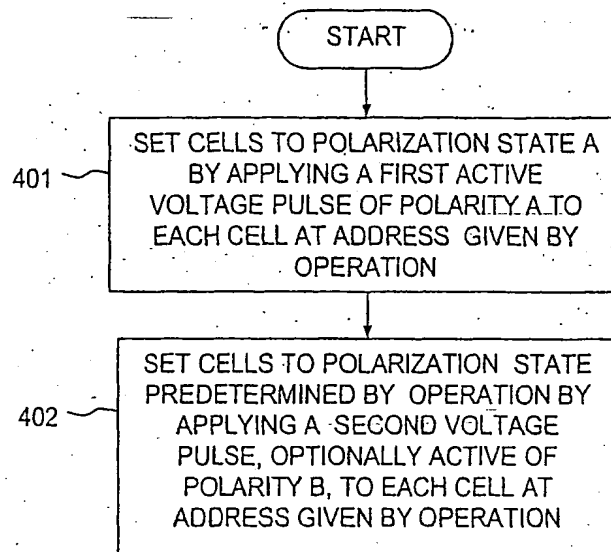 START
401
SET CELLS TO POLARIZATION STATE A
BY APPLYING A FIRST ACTIVE
VOLTAGE PULSE OF POLARITY A TO
EACH CELL AT ADDRESS GIVEN BY
OPERATION
402
SET CELLS TO POLARIZATION STATE
PREDETERMINED BY OPERATION BY
APPLYING A SECOND VOLTAGE
PULSE, OPTIONALLY ACTIVE OF
POLARITY B, TO EACH CELL AT
ADDRESS GIVEN BY OPERATION